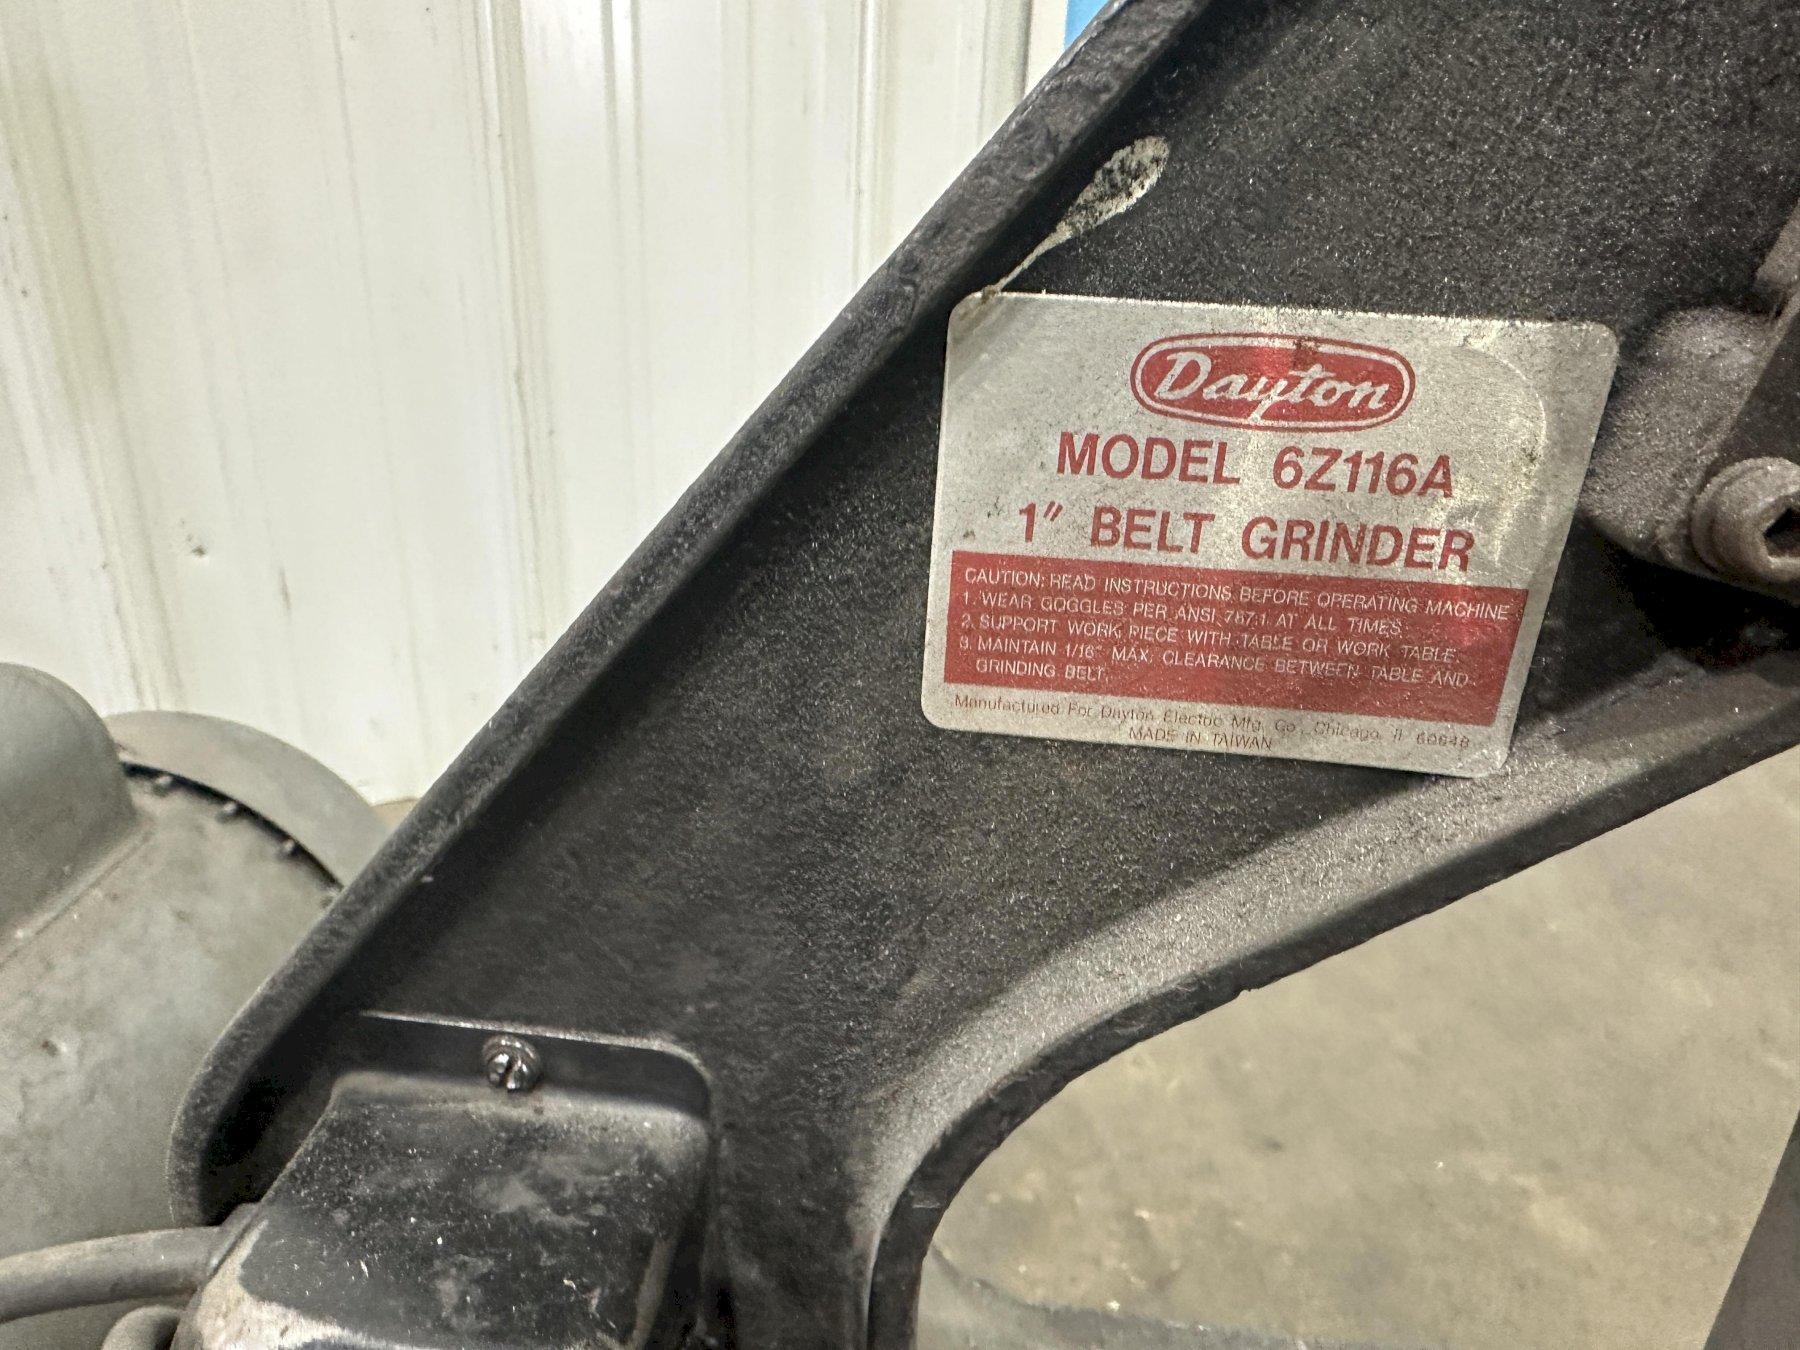 Dayton
MODEL 6Z116A
1" BELT GRINDER
CAUTION: READ INSTRUCTIONS BEFORE OPERATING MACHINE
1. WEAR GOGGLES PER ANSI Z87.1 AT ALL TIMES.
2. SUPPORT WORK PIECE WITH TABLE OR WORK TABLE.
3. MAINTAIN 1/16" MAX. CLEARANCE BETWEEN TABLE AND
GRINDING BELT.
Manufactured For Dayton Electric Mfg. Co., Chicago, Il 60648
MADE IN TAIWAN